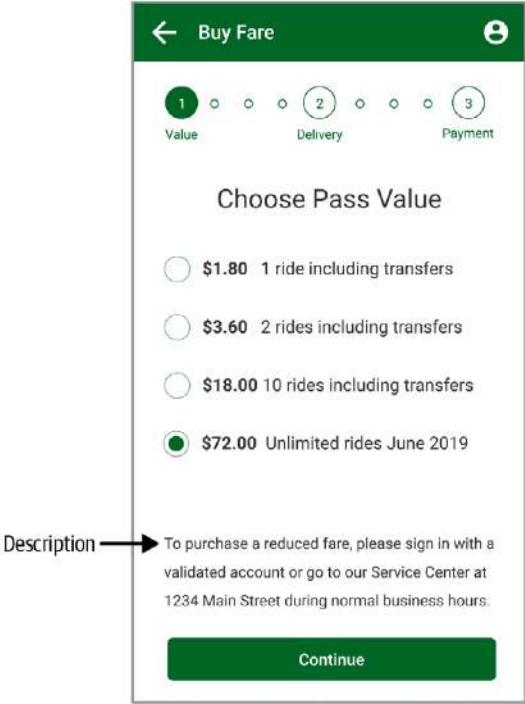 Buy Fare
1 2 3
Value Delivery Payment
Choose Pass Value
$1.80 1 ride including transfers
$3.60 2 rides including transfers
$18.00 10 rides including transfers
$72.00 Unlimited rides June 2019
Description
To purchase a reduced fare, please sign in with a
validated account or go to our Service Center at
1234 Main Street during normal business hours.
Continue